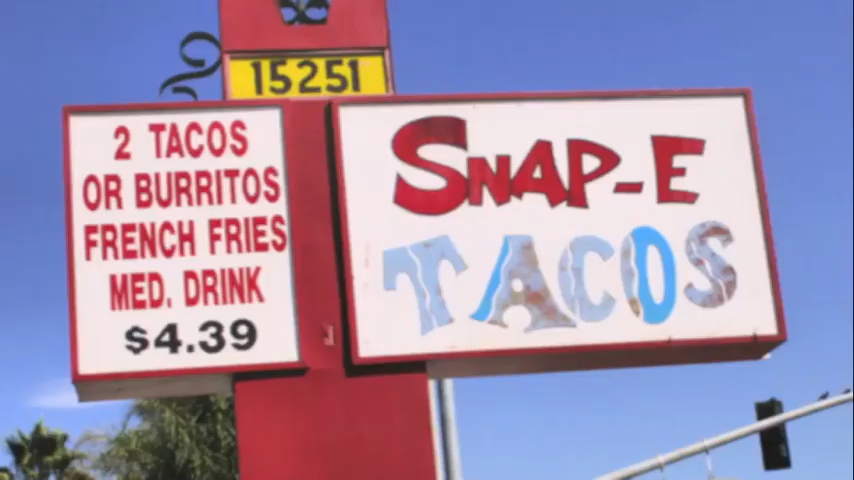 15251
2 TACOS
OR BURRITOS
FRENCH FRIES
MED. DRINK
$4.39
SNAP-E
TACOS